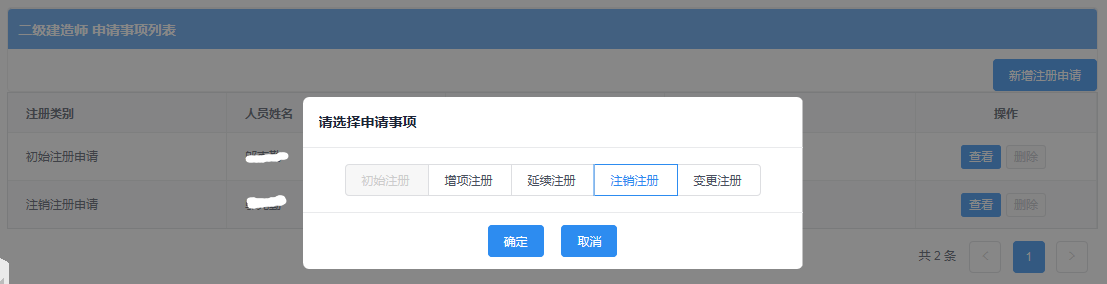 二级建造师 申请事项列表
新增注册申请
注册类别 人员姓名 操作
初始注册申请 查看 删除
注销注册申请 查看 删除
共 2 条 1
请选择申请事项
初始注册 增项注册 延续注册 注销注册 变更注册
确定 取消